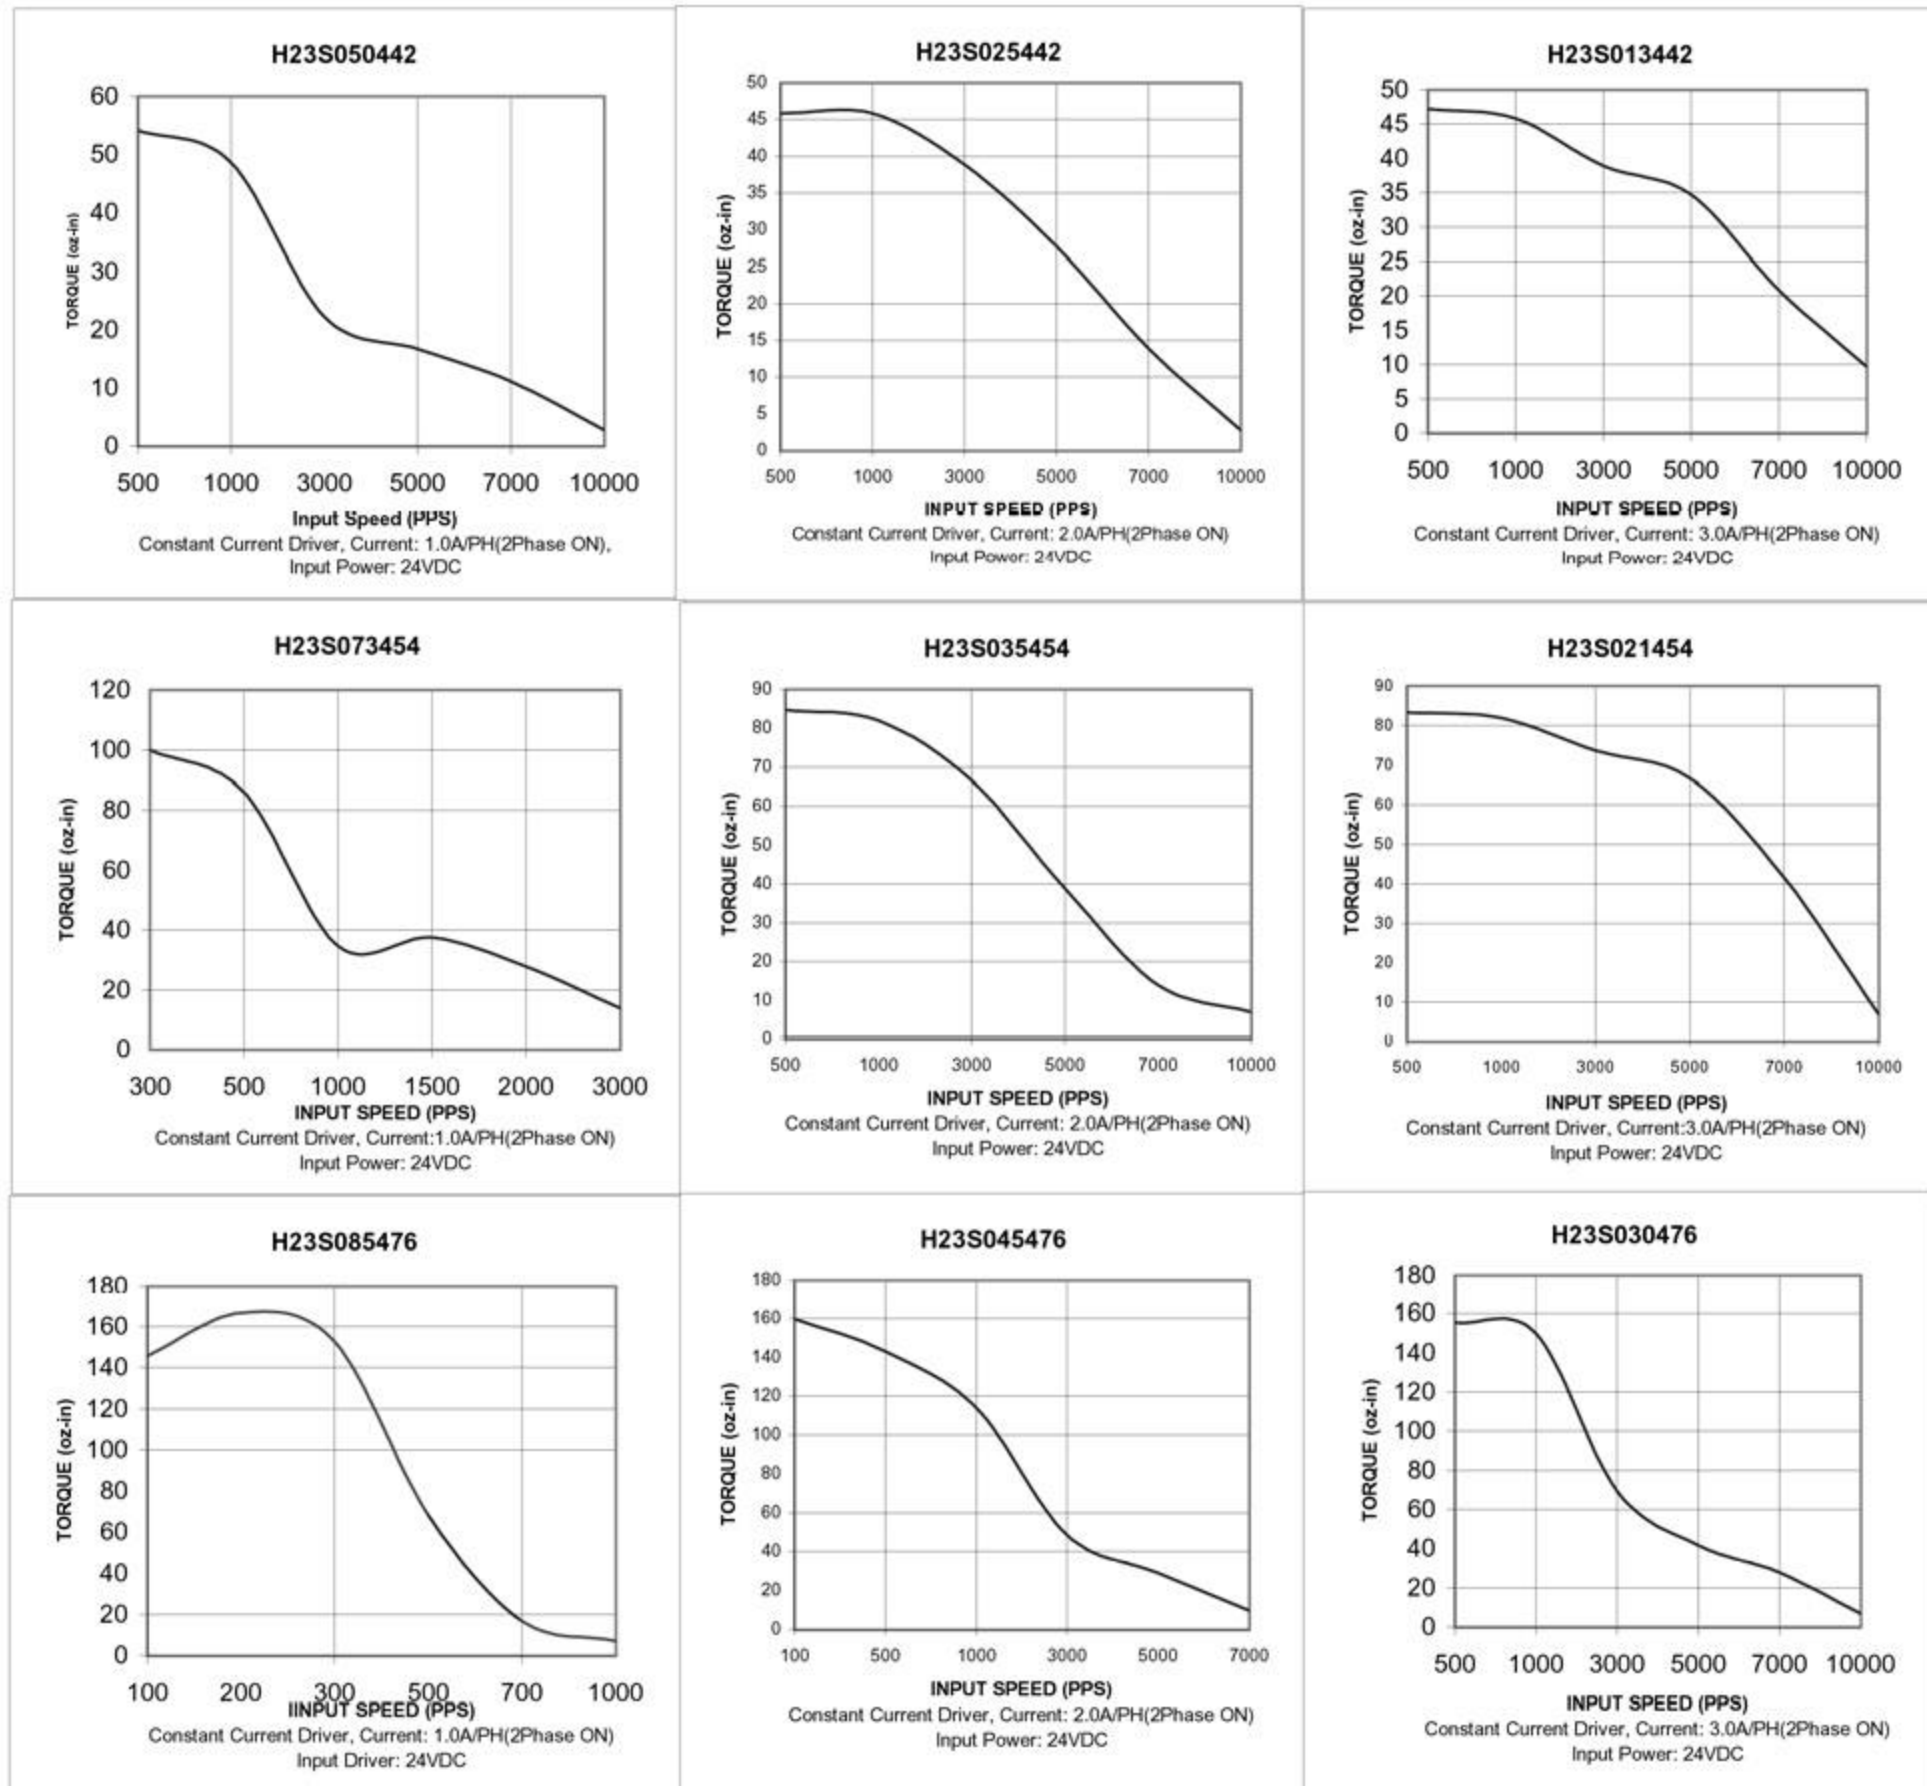 H23S050442
TORQUE (oz-in)
60
50
40
30
20
10
0
500 1000 3000 5000 7000 10000
Input Speed (PPS)
Constant Current Driver, Current: 1.0A/PH(2Phase ON),
Input Power: 24VDC
H23S025442
TORQUE (oz-in)
50
45
40
35
30
25
20
15
10
5
0
500 1000 3000 5000 7000 10000
INPUT SPEED (PPS)
Constant Current Driver, Current: 2.0A/PH(2Phase ON)
Input Power: 24VDC
H23S013442
TORQUE (oz-in)
50
45
40
35
30
25
20
15
10
5
0
500 1000 3000 5000 7000 10000
INPUT SPEED (PPS)
Constant Current Driver, Current: 3.0A/PH(2Phase ON)
Input Power: 24VDC
H23S073454
TORQUE (oz-in)
120
100
80
60
40
20
0
300 500 1000 1500 2000 3000
INPUT SPEED (PPS)
Constant Current Driver, Current:1.0A/PH(2Phase ON)
Input Power: 24VDC
H23S035454
TORQUE (oz-in)
90
80
70
60
50
40
30
20
10
0
500 1000 3000 5000 7000 10000
INPUT SPEED (PPS)
Constant Current Driver, Current: 2.0A/PH(2Phase ON)
Input Power: 24VDC
H23S021454
TORQUE (oz-in)
90
80
70
60
50
40
30
20
10
0
500 1000 3000 5000 7000 10000
INPUT SPEED (PPS)
Constant Current Driver, Current:3.0A/PH(2Phase ON)
Input Power: 24VDC
H23S085476
TORQUE (oz-in)
180
160
140
120
100
80
60
40
20
0
100 200 300 500 700 1000
IINPUT SPEED (PPS)
Constant Current Driver, Current: 1.0A/PH(2Phase ON)
Input Driver: 24VDC
H23S045476
TORQUE (oz-in)
180
160
140
120
100
80
60
40
20
0
100 500 1000 3000 5000 7000
INPUT SPEED (PPS)
Constant Current Driver, Current: 2.0A/PH(2Phase ON)
Input Power: 24VDC
H23S030476
TORQUE (oz-in)
180
160
140
120
100
80
60
40
20
0
500 1000 3000 5000 7000 10000
INPUT SPEED (PPS)
Constant Current Driver, Current: 3.0A/PH(2Phase ON)
Input Power: 24VDC